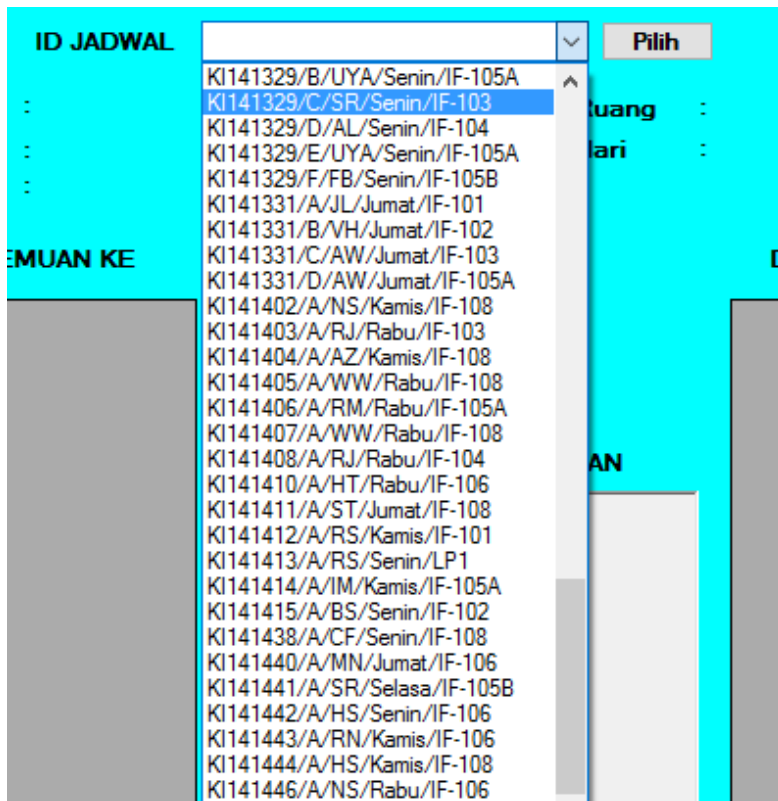 ID JADWAL
Pilih
KI141329/B/UYA/Senin/IF-105A
KI141329/C/SR/Senin/IF-103
: uang :
KI141329/D/AL/Senin/IF-104
: lari :
KI141329/E/UYA/Senin/IF-105A
KI141329/F/FB/Senin/IF-105B
:
KI141331/A/JL/Jumat/IF-101
KI141331/B/VH/Jumat/IF-102
EMUAN KE
KI141331/C/AW/Jumat/IF-103
KI141331/D/AW/Jumat/IF-105A
KI141402/A/NS/Kamis/IF-108
KI141403/A/RJ/Rabu/IF-103
KI141404/A/AZ/Kamis/IF-108
KI141405/A/WW/Rabu/IF-108
KI141406/A/RM/Rabu/IF-105A
KI141407/A/WW/Rabu/IF-108
KI141408/A/RJ/Rabu/IF-104
AN
KI141410/A/HT/Rabu/IF-106
KI141411/A/ST/Jumat/IF-108
KI141412/A/RS/Kamis/IF-101
KI141413/A/RS/Senin/LP1
KI141414/A/IM/Kamis/IF-105A
KI141415/A/BS/Senin/IF-102
KI141438/A/CF/Senin/IF-108
KI141440/A/MN/Jumat/IF-106
KI141441/A/SR/Selasa/IF-105B
KI141442/A/HS/Senin/IF-106
KI141443/A/RN/Kamis/IF-106
KI141444/A/HS/Kamis/IF-108
KI141446/A/NS/Rabu/IF-106